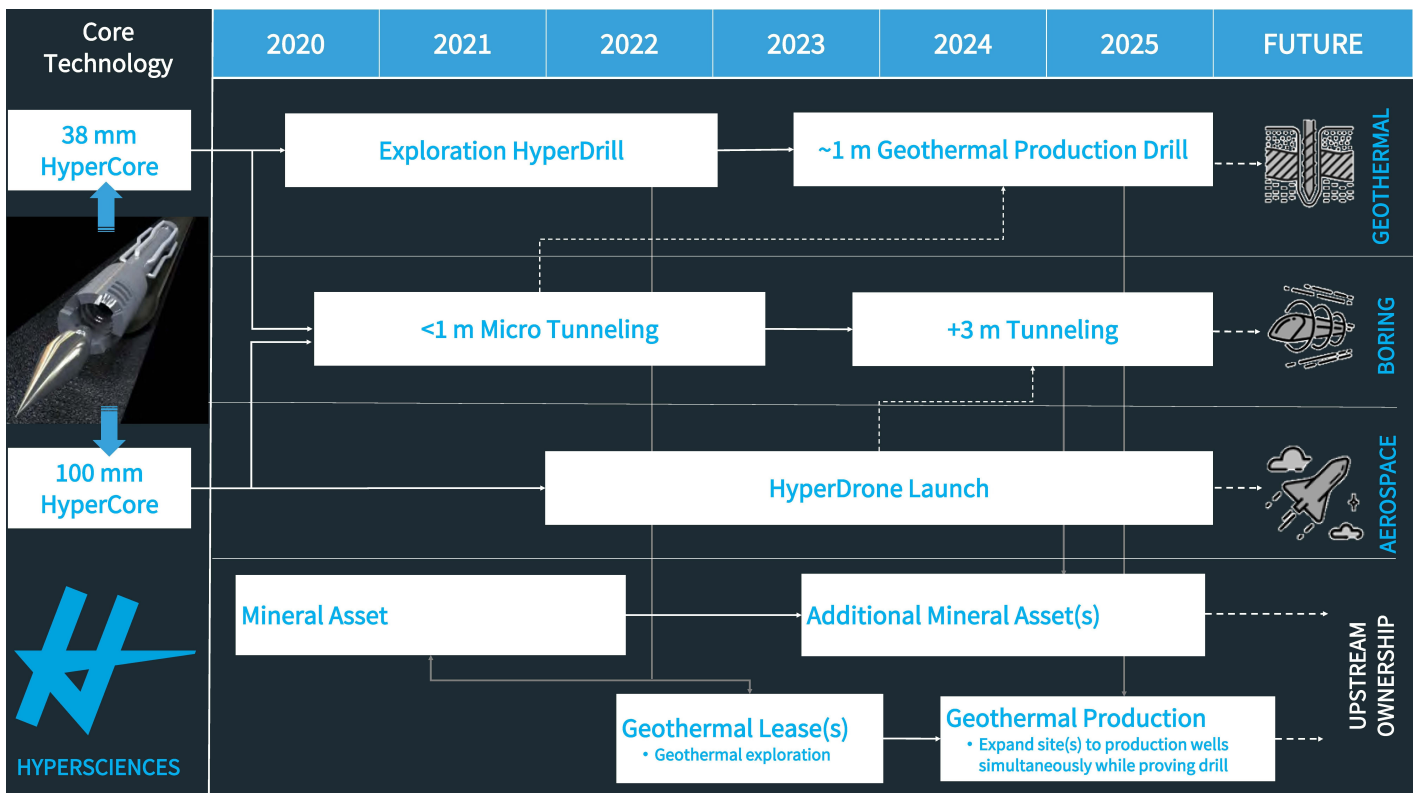 Core
Technology
2020
2021
2022
2023
2024
2025
FUTURE
38 mm
HyperCore
Exploration HyperDrill
~1 m Geothermal Production Drill
GEOTHERMAL
<1 m Micro Tunneling
+3 m Tunneling
BORING
100 mm
HyperCore
HyperDrone Launch
AEROSPACE
Mineral Asset
Additional Mineral Asset(s)
Geothermal Lease(s)
• Geothermal exploration
Geothermal Production
• Expand site(s) to production wells
simultaneously while proving drill
UPSTREAM
OWNERSHIP
HYPERSCIENCES